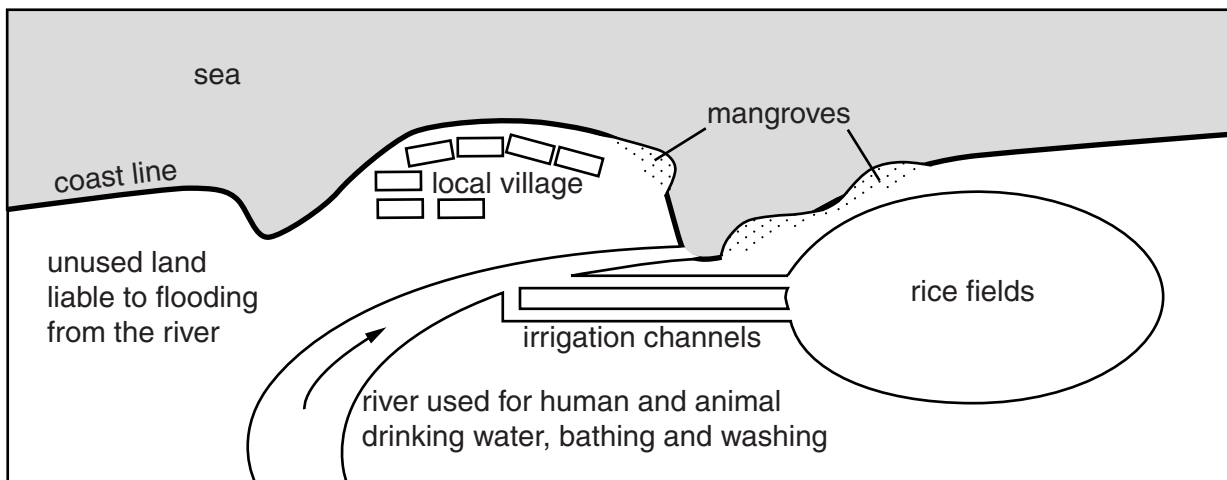 sea
mangroves
coast line
local village
unused land
liable to flooding
from the river
rice fields
irrigation channels
river used for human and animal
drinking water, bathing and washing